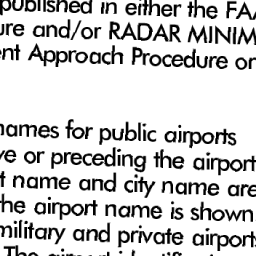 published in either the FAA
ure and/or RADAR MINIM
ent Approach Procedure or
names for public airports
ve or preceding the airport
t name and city name are
the airport name is shown
military and private airports
The airport